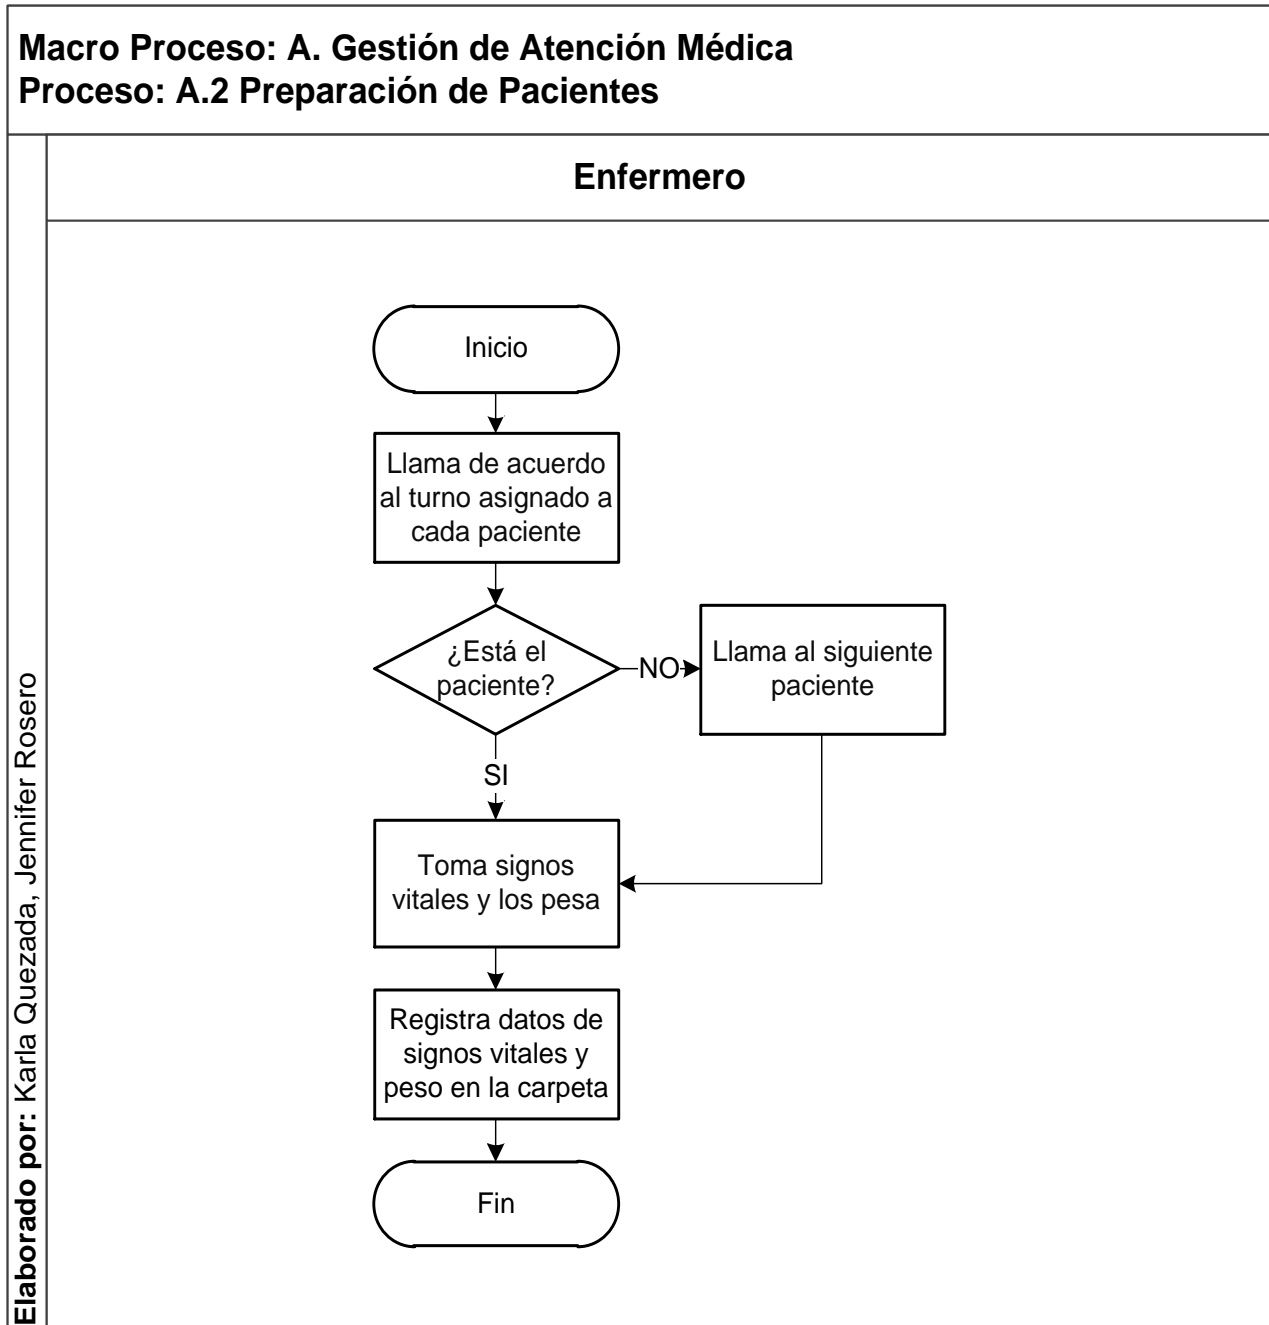 Macro Proceso: A. Gestión de Atención Médica
Proceso: A.2 Preparación de Pacientes
Enfermero
Elaborado por: Karla Quezada, Jennifer Rosero
Inicio
Llama de acuerdo
al turno asignado a
cada paciente
¿Está el
paciente?
NO
Llama al siguiente
paciente
SI
Toma signos
vitales y los pesa
Registra datos de
signos vitales y
peso en la carpeta
Fin